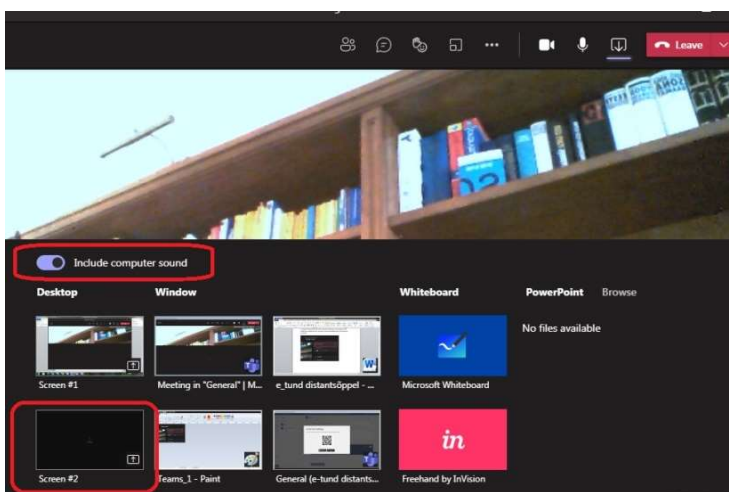 Leave
Include computer sound
Desktop
Window
Whiteboard
PowerPoint
Browse
No files available
Screen #1
Meeting in "General" | M...
e_tund distantsõppel - ...
Microsoft Whiteboard
in
Screen #2
Teams_1 - Paint
General (e-tund distants...
Freehand by InVision